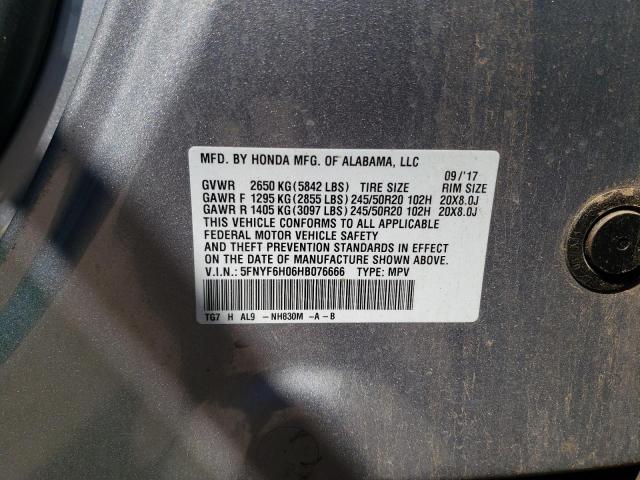 MFD. BY HONDA MFG. OF ALABAMA, LLC
09/'17
GVWR 2650 KG (5842 LBS) TIRE SIZE RIM SIZE
GAWR F 1295 KG (2855 LBS) 245/50R20 102H 20X8.0J
GAWR R 1405 KG (3097 LBS) 245/50R20 102H 20X8.0J
THIS VEHICLE CONFORMS TO ALL APPLICABLE
FEDERAL MOTOR VEHICLE SAFETY
AND THEFT PREVENTION STANDARDS IN EFFECT
ON THE DATE OF MANUFACTURE SHOWN ABOVE.
V.I.N.: 5FNYF6H06HB076666 TYPE: MPV
TG7 H AL9 -NH830M -A-B